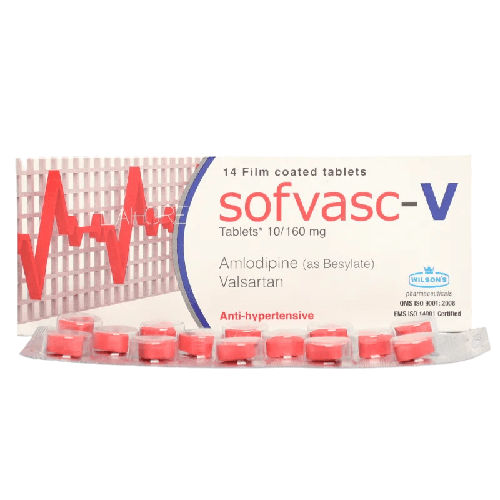 14 Film coated tablets
sofvasc-V
Tablets* 10/160 mg
Amlodipine (as Besylate)
Valsartan
Anti-hypertensive
WILSON'S
pharmaceuticals
QMS ISO 9001: 2008
EMS ISO 14001 Certified